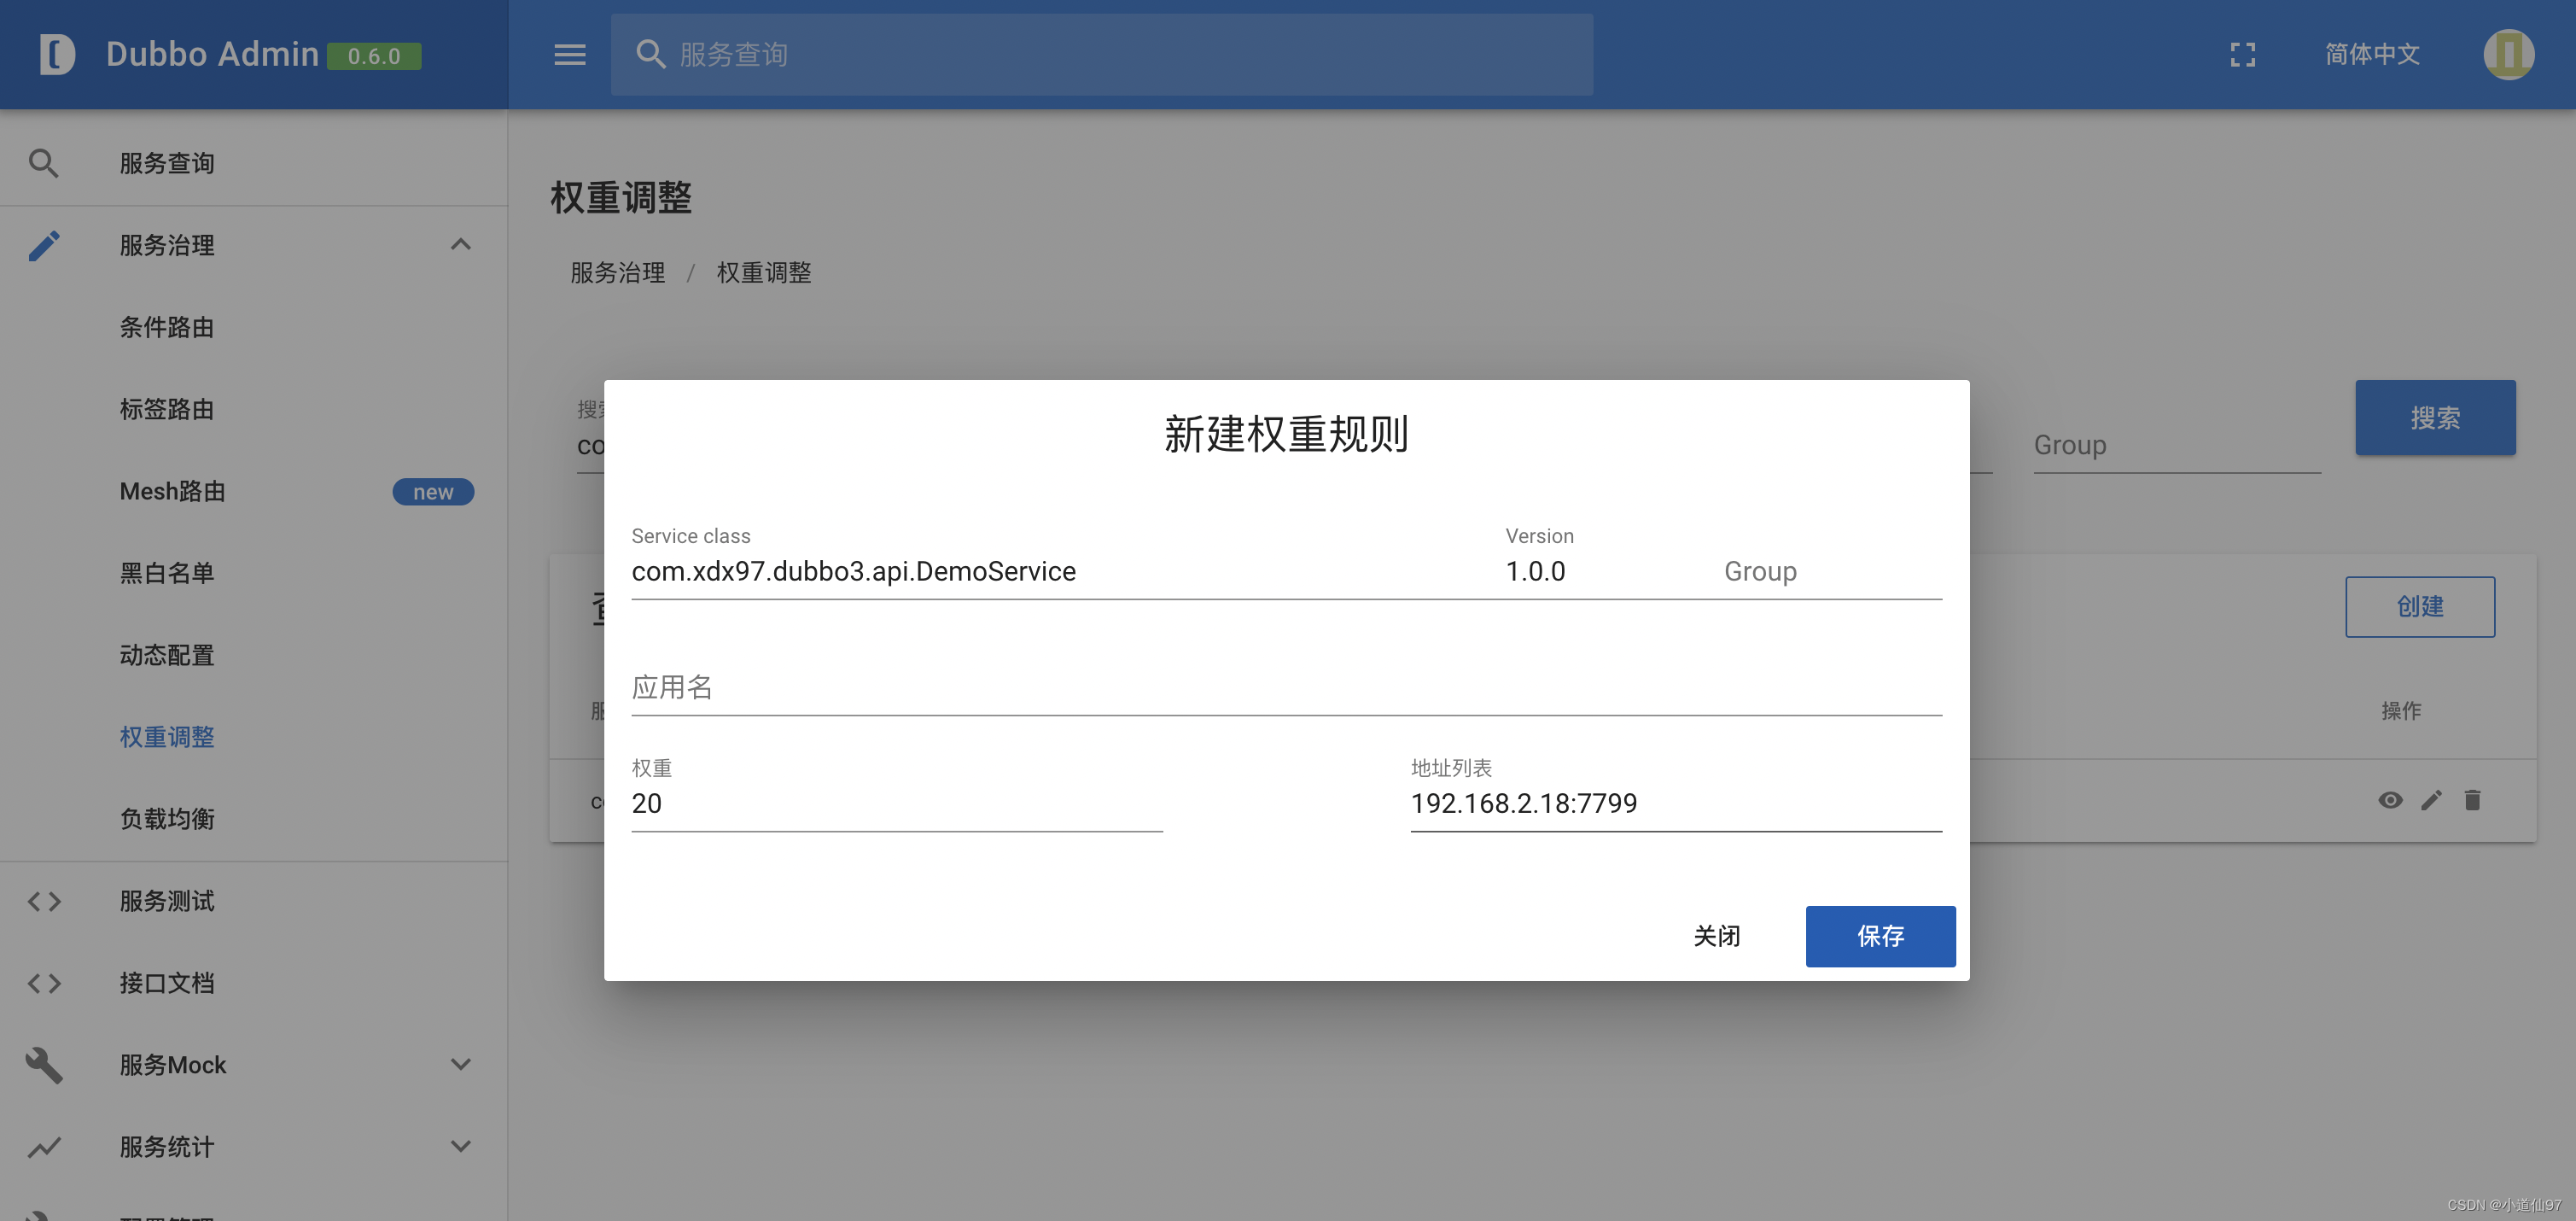 Dubbo Admin 0.6.0
服务查询
简体中文
服务查询
服务治理
条件路由
标签路由
Mesh路由 new
黑白名单
动态配置
权重调整
负载均衡
服务测试
接口文档
服务Mock
服务统计
权重调整
服务治理 / 权重调整
Group
搜索
创建
操作
新建权重规则
Service class
com.xdx97.dubbo3.api.DemoService
Version
1.0.0
Group
应用名
权重
20
地址列表
192.168.2.18:7799
关闭
保存
CSDN @小道仙97